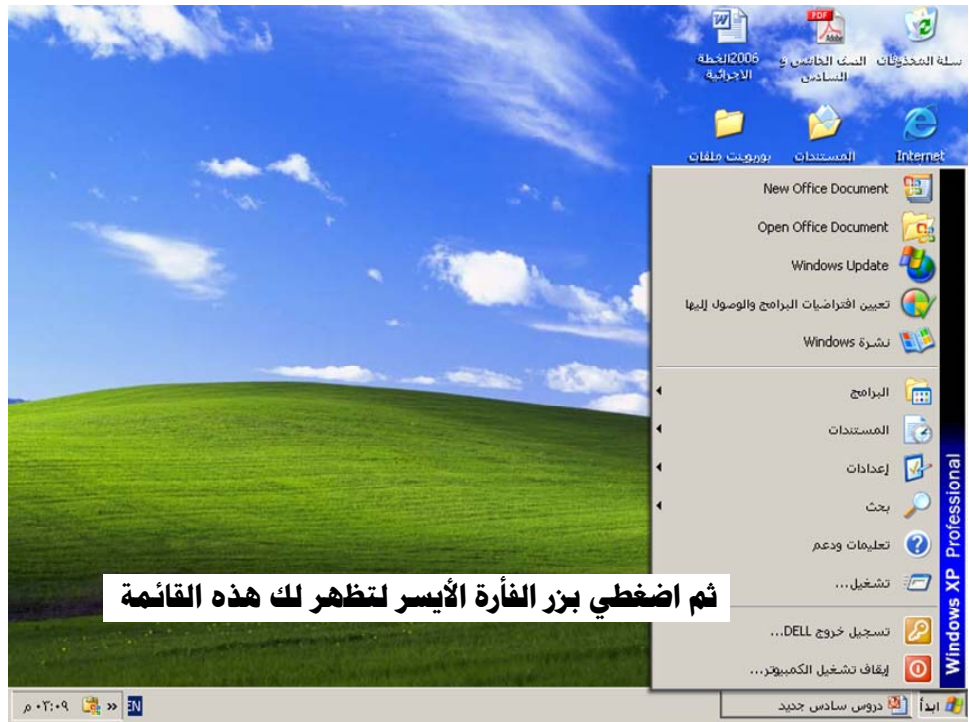 سلة المحذوفات
الصف الخامس و
السادس
2006الخطة
الاجرائية
Internet
المستندات
بوربوينت ملفات
New Office Document
Open Office Document
Windows Update
تعيين افتراضيات البرامج والوصول إليها
نشرة Windows
البرامج
المستندات
إعدادات
بحث
تعليمات ودعم
تشغيل...
تسجيل خروج DELL...
إيقاف تشغيل الكمبيوتر...
Windows XP Professional
ثم اضغطي بزر الفأرة الأيسر لتظهر لك هذه القائمة
ابدأ
دروس سادس جديد
EN
٠٣:٠٩ م